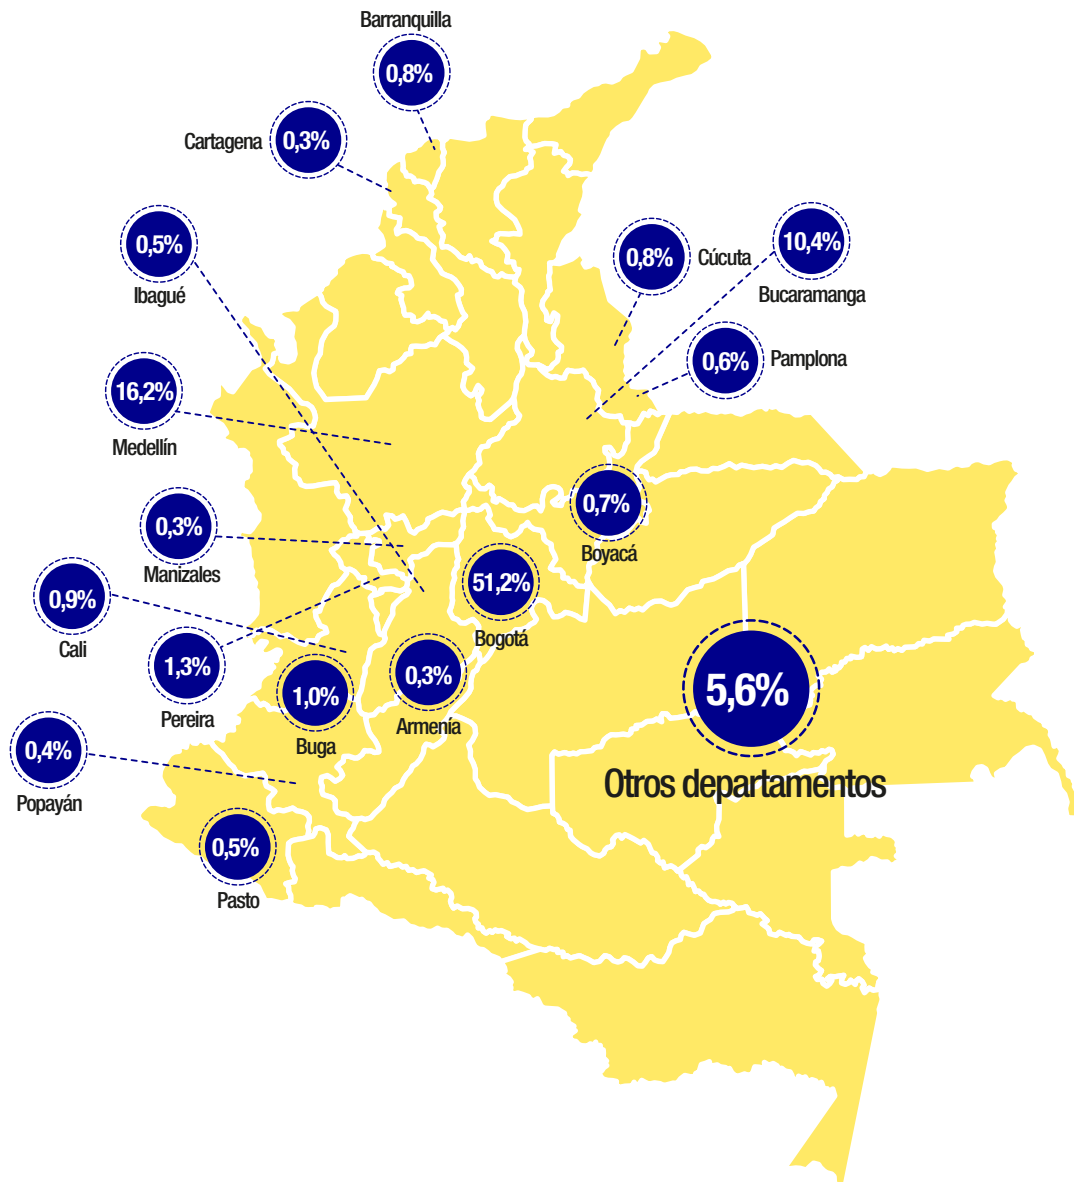 Barranquilla
0,8%
Cartagena
0,3%
0,5%
Ibagué
0,8%
Cúcuta
10,4%
Bucaramanga
0,6%
Pamplona
16,2%
Medellín
0,7%
Boyacá
0,3%
Manizales
51,2%
Bogotá
0,9%
Cali
1,3%
Pereira
1,0%
Buga
0,3%
Armenía
5,6%
Otros departamentos
0,4%
Popayán
0,5%
Pasto